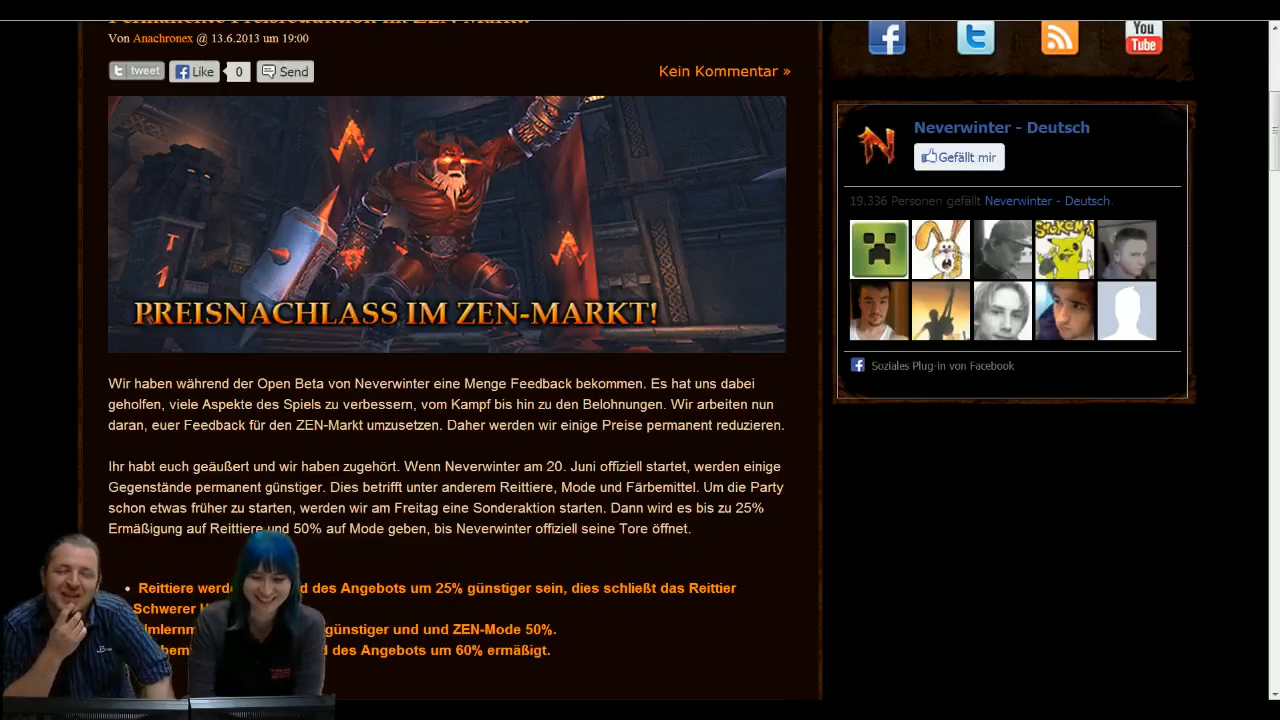 Permanente Preisreduktion im ZEN-Markt!
Von Anachronex @ 13.6.2013 um 19:00
tweet Like 0 Send
Kein Kommentar »
PREISNACHLASS IM ZEN-MARKT!
Wir haben während der Open Beta von Neverwinter eine Menge Feedback bekommen. Es hat uns dabei
geholfen, viele Aspekte des Spiels zu verbessern, vom Kampf bis hin zu den Belohnungen. Wir arbeiten nun
daran, euer Feedback für den ZEN-Markt umzusetzen. Daher werden wir einige Preise permanent reduzieren.
Ihr habt euch geäußert und wir haben zugehört. Wenn Neverwinter am 20. Juni offiziell startet, werden einige
Gegenstände permanent günstiger. Dies betrifft unter anderem Reittiere, Mode und Färbemittel. Um die Party
schon etwas früher zu starten, werden wir am Freitag eine Sonderaktion starten. Dann wird es bis zu 25%
Ermäßigung auf Reittiere und 50% auf Mode geben, bis Neverwinter offiziell seine Tore öffnet.
Reittiere werd d des Angebots um 25% günstiger sein, dies schließt das Reittier
Schwerer
günstiger und und ZEN-Mode 50%.
d des Angebots um 60% ermäßigt.
You
Tube
Neverwinter - Deutsch
Gefällt mir
19.336 Personen gefällt Neverwinter - Deutsch.
Soziales Plug-in von Facebook